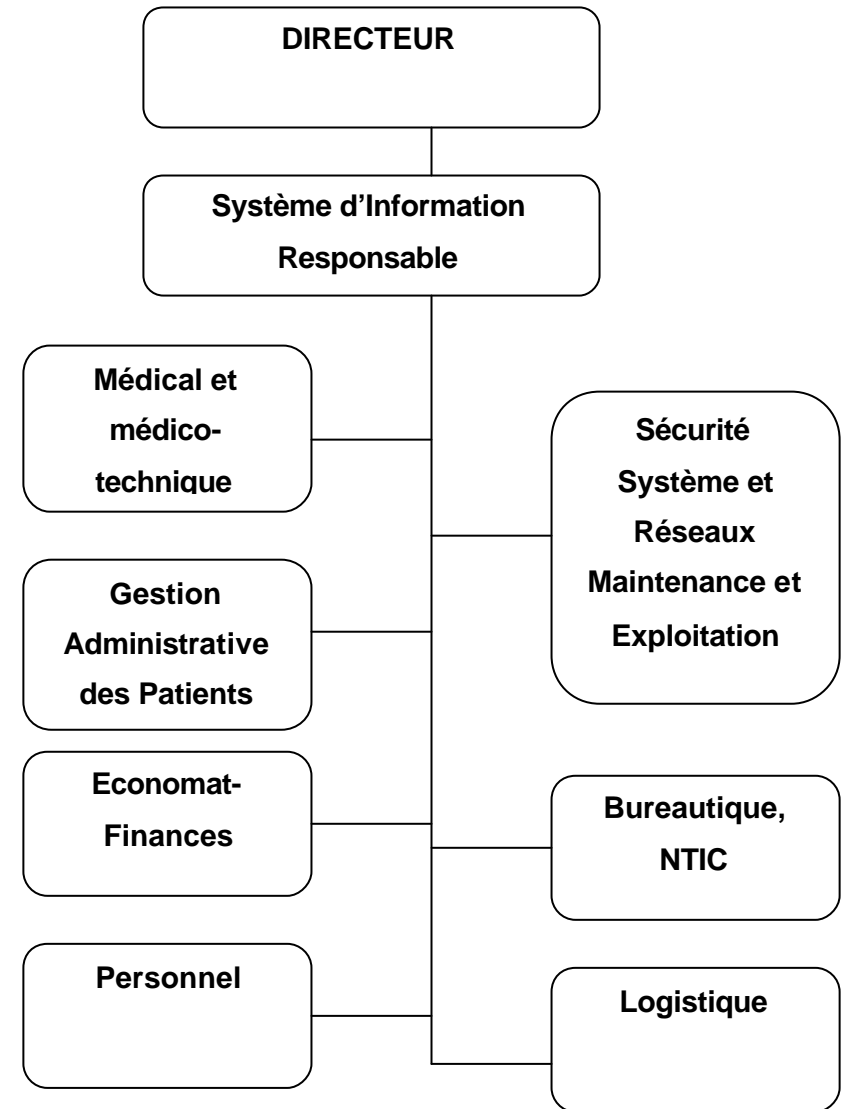 DIRECTEUR
Système d’Information
Responsable
Médical et
médico-
technique
Gestion
Administrative
des Patients
Economat-
Finances
Personnel
Sécurité
Système et
Réseaux
Maintenance et
Exploitation
Bureautique,
NTIC
Logistique